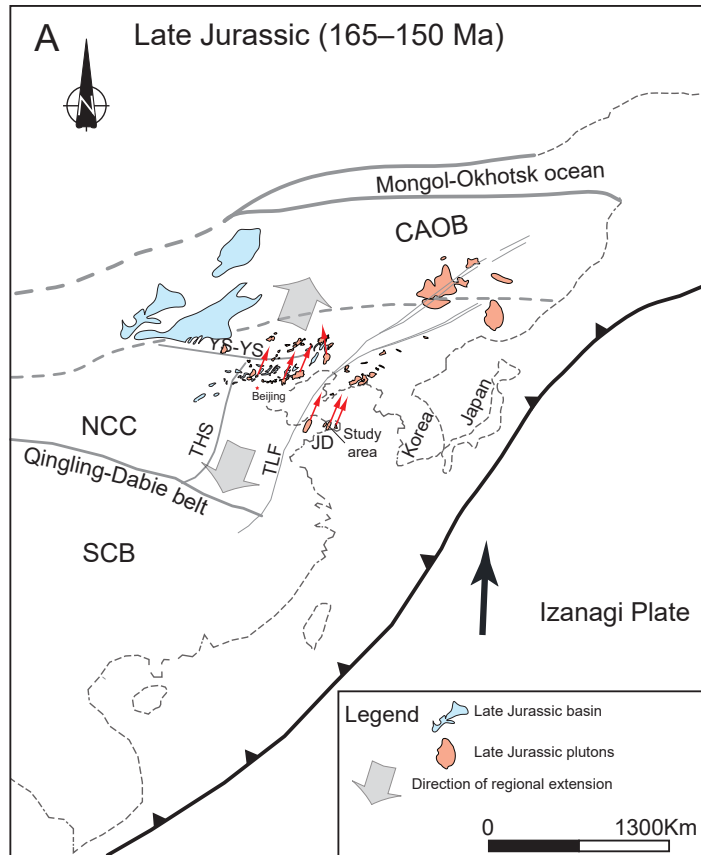 A
Late Jurassic (165–150 Ma)
N
Mongol-Okhotsk ocean
CAOB
YS-YS
Beijing
NCC
THS
TLF
JD
Study
area
Korea
Japan
Qingling-Dabie belt
SCB
Izanagi Plate
Legend
Late Jurassic basin
Late Jurassic plutons
Direction of regional extension
0
1300Km